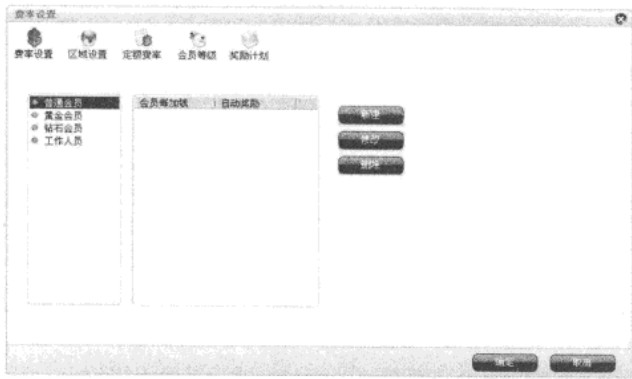 费率设置
费率设置 区域设置 定额费率 会员等级 奖励计划
普通会员
黄金会员
钻石会员
工作人员
会员每加钱 自动奖励
新建
修改
删除
确定 取消